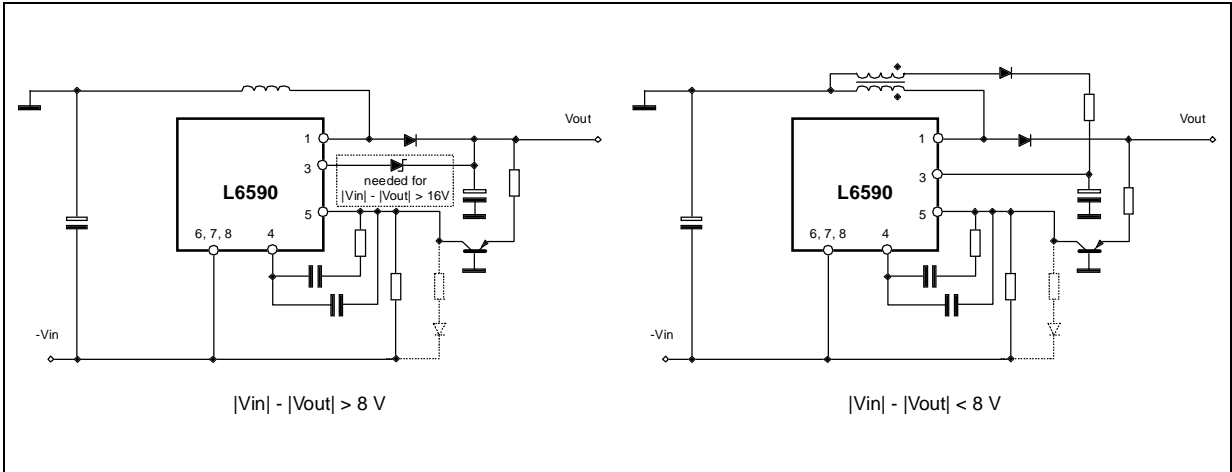 Vout
1
3
needed for
|Vin| - |Vout| > 16V
L6590
5
6, 7, 8
4
-Vin
|Vin| - |Vout| > 8 V
Vout
1
3
L6590
5
6, 7, 8
4
-Vin
|Vin| - |Vout| < 8 V